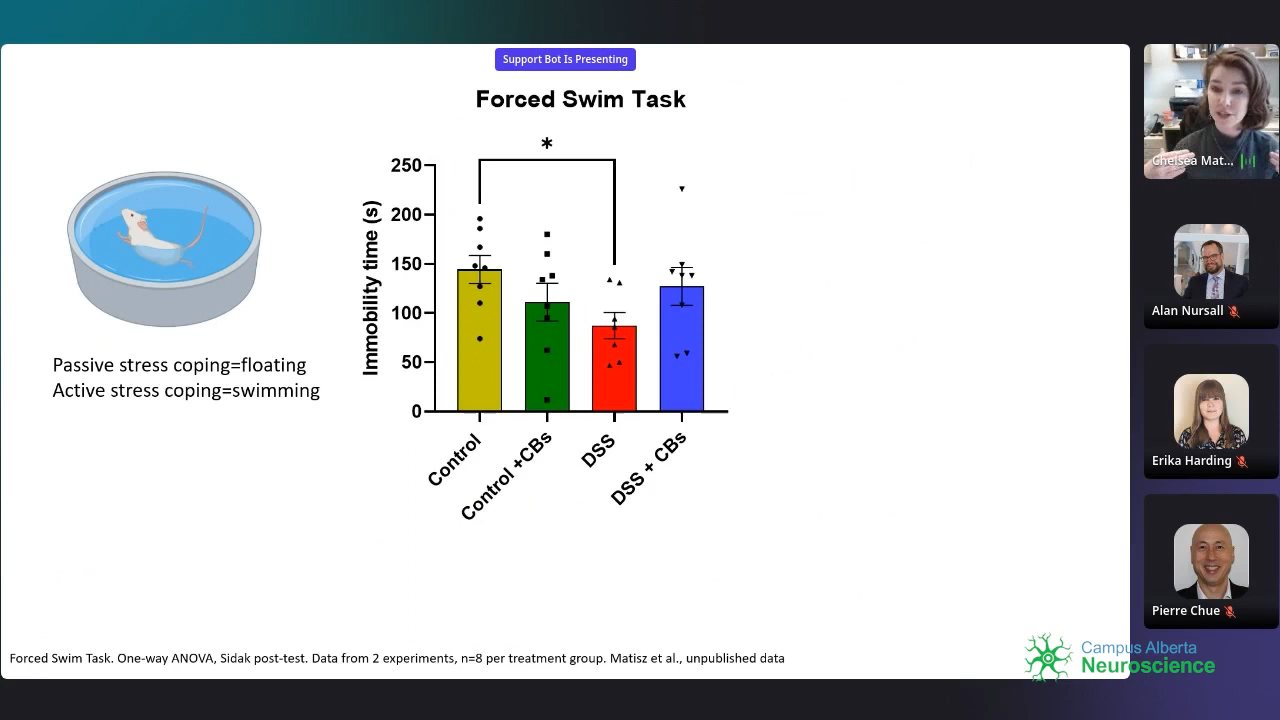 Support Bot Is Presenting
Forced Swim Task
*
250
200
150
100
50
0
Immobility time (s)
Control
Control +CBs
DSS
DSS + CBs
Passive stress coping=floating
Active stress coping=swimming
Forced Swim Task. One-way ANOVA, Sidak post-test. Data from 2 experiments, n=8 per treatment group. Matisz et al., unpublished data
Chelsea Mat...
Alan Nursall
Erika Harding
Pierre Chue
Campus Alberta
Neuroscience